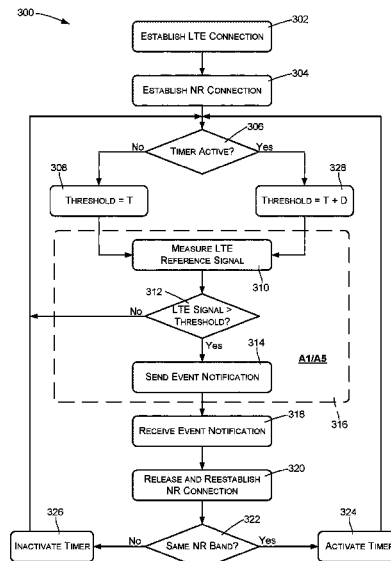 300
302
ESTABLISH LTE CONNECTION
304
ESTABLISH NR CONNECTION
306
TIMER ACTIVE?
No
Yes
308
328
THRESHOLD = T
THRESHOLD = T + D
MEASURE LTE
REFERENCE SIGNAL
310
312
LTE SIGNAL >
THRESHOLD?
No
Yes
314
A1/A5
SEND EVENT NOTIFICATION
316
318
RECEIVE EVENT NOTIFICATION
320
RELEASE AND REESTABLISH
NR CONNECTION
326
322
324
INACTIVATE TIMER
No
SAME NR BAND?
Yes
ACTIVATE TIMER